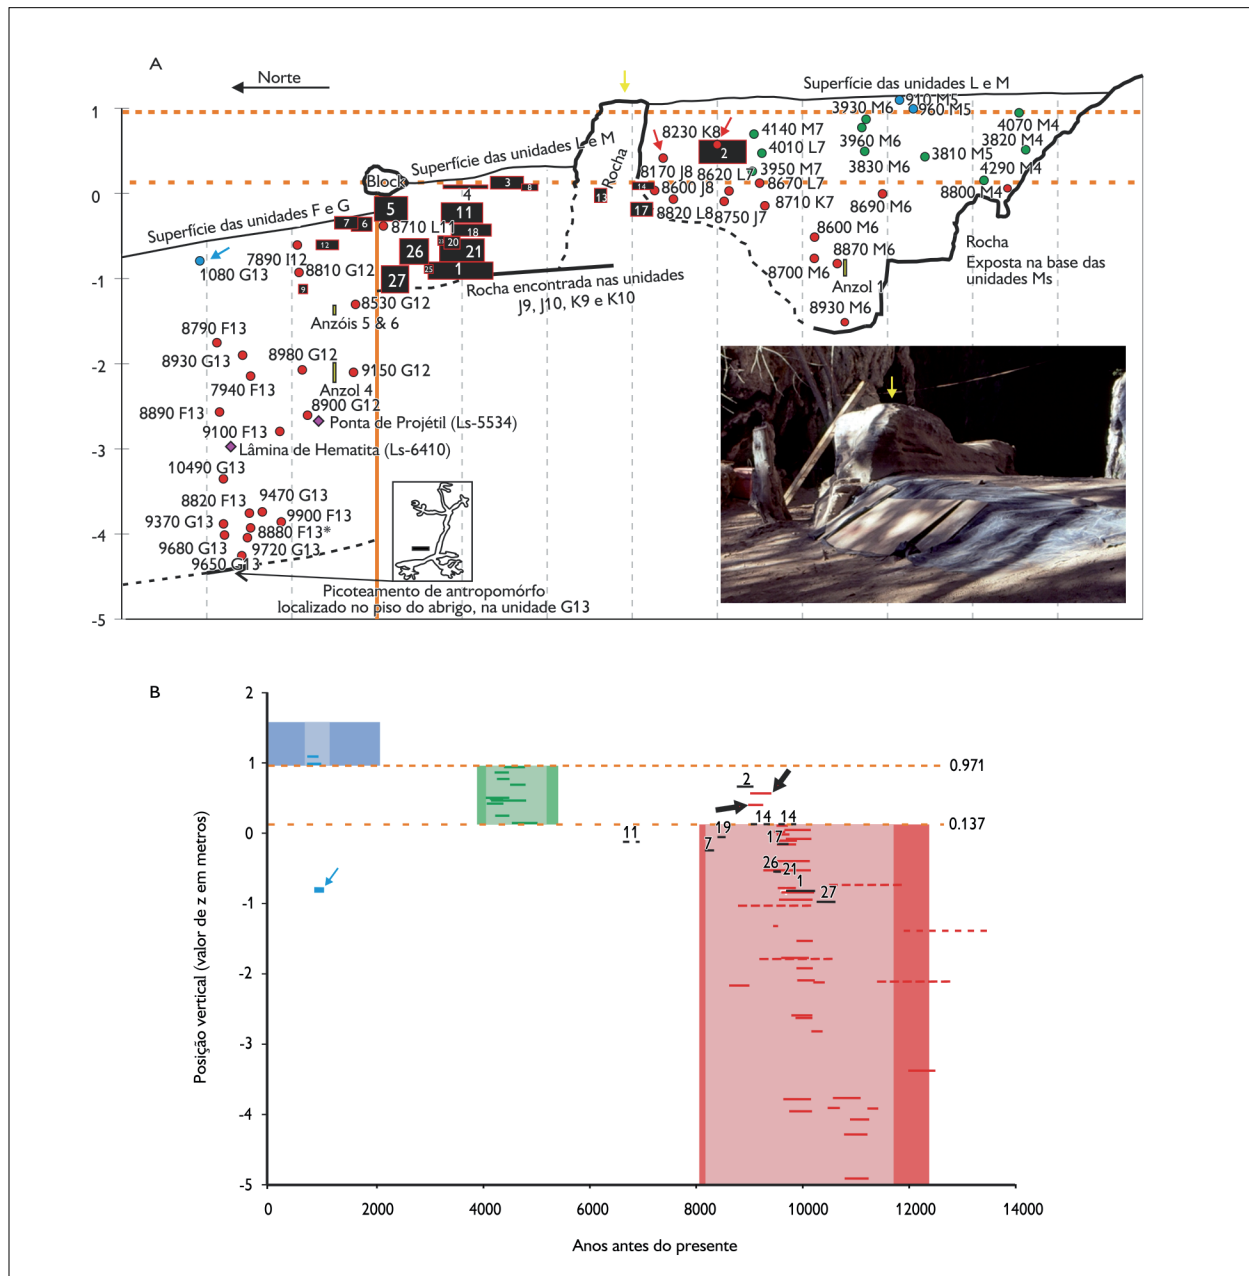 A
Norte
Superfície das unidades L e M
1
0
-1
-2
-3
-4
-5
Superfície das unidades F e G
Superfície das unidades L e M
Block
Rocha
3930 M6
910 M5
960 M5
8230 K8
4140 M7
4070 M4
3960 M6
4010 L7
3820 M4
2
8170 J8
8620 L7
3950 M7
3830 M6
3810 M5
4290 M4
8600 J8
8670 L7
8800 M4
8820 L8
8750 J7
8710 K7
8690 M6
8600 M6
8870 M6
8700 M6
Anzol 1
8930 M6
Rocha
Exposta na base das
unidades Ms
3
8
4
14
13
17
5
11
7
6
8710 L11
18
20
12
26
21
25
1
27
9
7890 I12
1080 G13
8810 G12
Rocha encontrada nas unidades
J9, J10, K9 e K10
8530 G12
Anzóis 5 & 6
8790 F13
8930 G13
8980 G12
9150 G12
7940 F13
Anzol 4
8900 G12
8890 F13
Ponta de Projétil (Ls-5534)
9100 F13
Lâmina de Hematita (Ls-6410)
10490 G13
8820 F13
9470 G13
9370 G13
9900 F13
8880 F13*
9680 G13
9720 G13
9650 G13
Picoteamento de antropomórfo
localizado no piso do abrigo, na unidade G13
B
Posição vertical (valor de z em metros)
2
1
0
-1
-2
-3
-4
-5
0.971
0.137
2
14
14
11
19
17
7
26
21
1
27
0
2000
4000
6000
8000
10000
12000
14000
Anos antes do presente